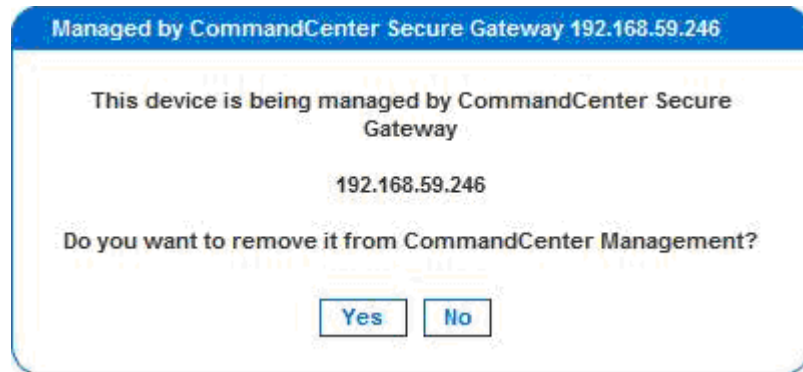 Managed by CommandCenter Secure Gateway 192.168.59.246
This device is being managed by CommandCenter Secure
Gateway
192.168.59.246
Do you want to remove it from CommandCenter Management?
Yes No